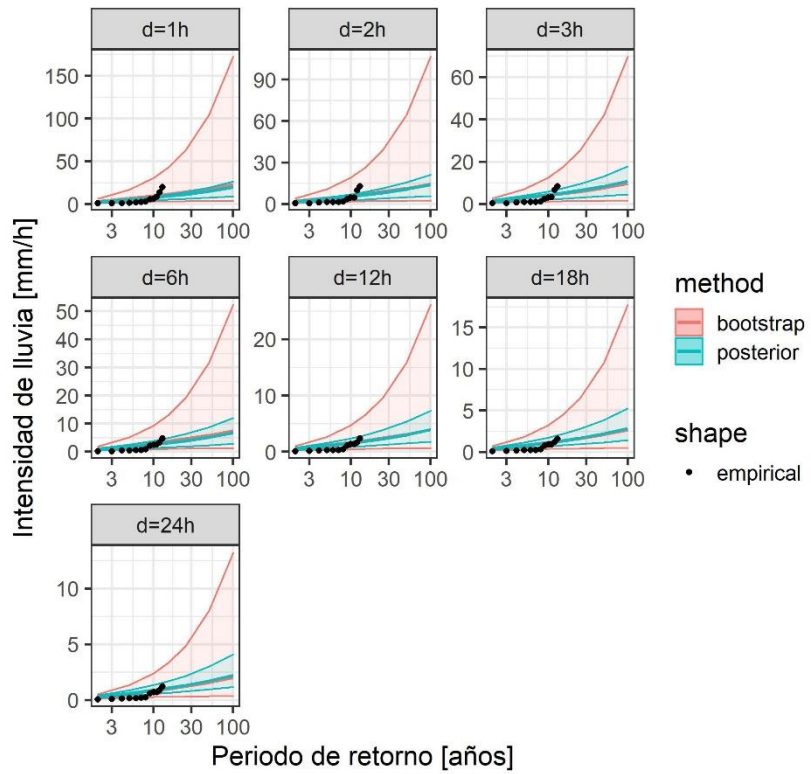 d=1h
d=2h
d=3h
150
100
50
0
90
60
30
0
60
40
20
0
3 10 30 100
3 10 30 100
3 10 30 100
d=6h
d=12h
d=18h
50
40
30
20
10
0
20
10
0
15
10
5
0
3 10 30 100
3 10 30 100
3 10 30 100
d=24h
10
5
0
3 10 30 100
Intensidad de lluvia [mm/h]
Periodo de retorno [años]
method
bootstrap
posterior
shape
empirical